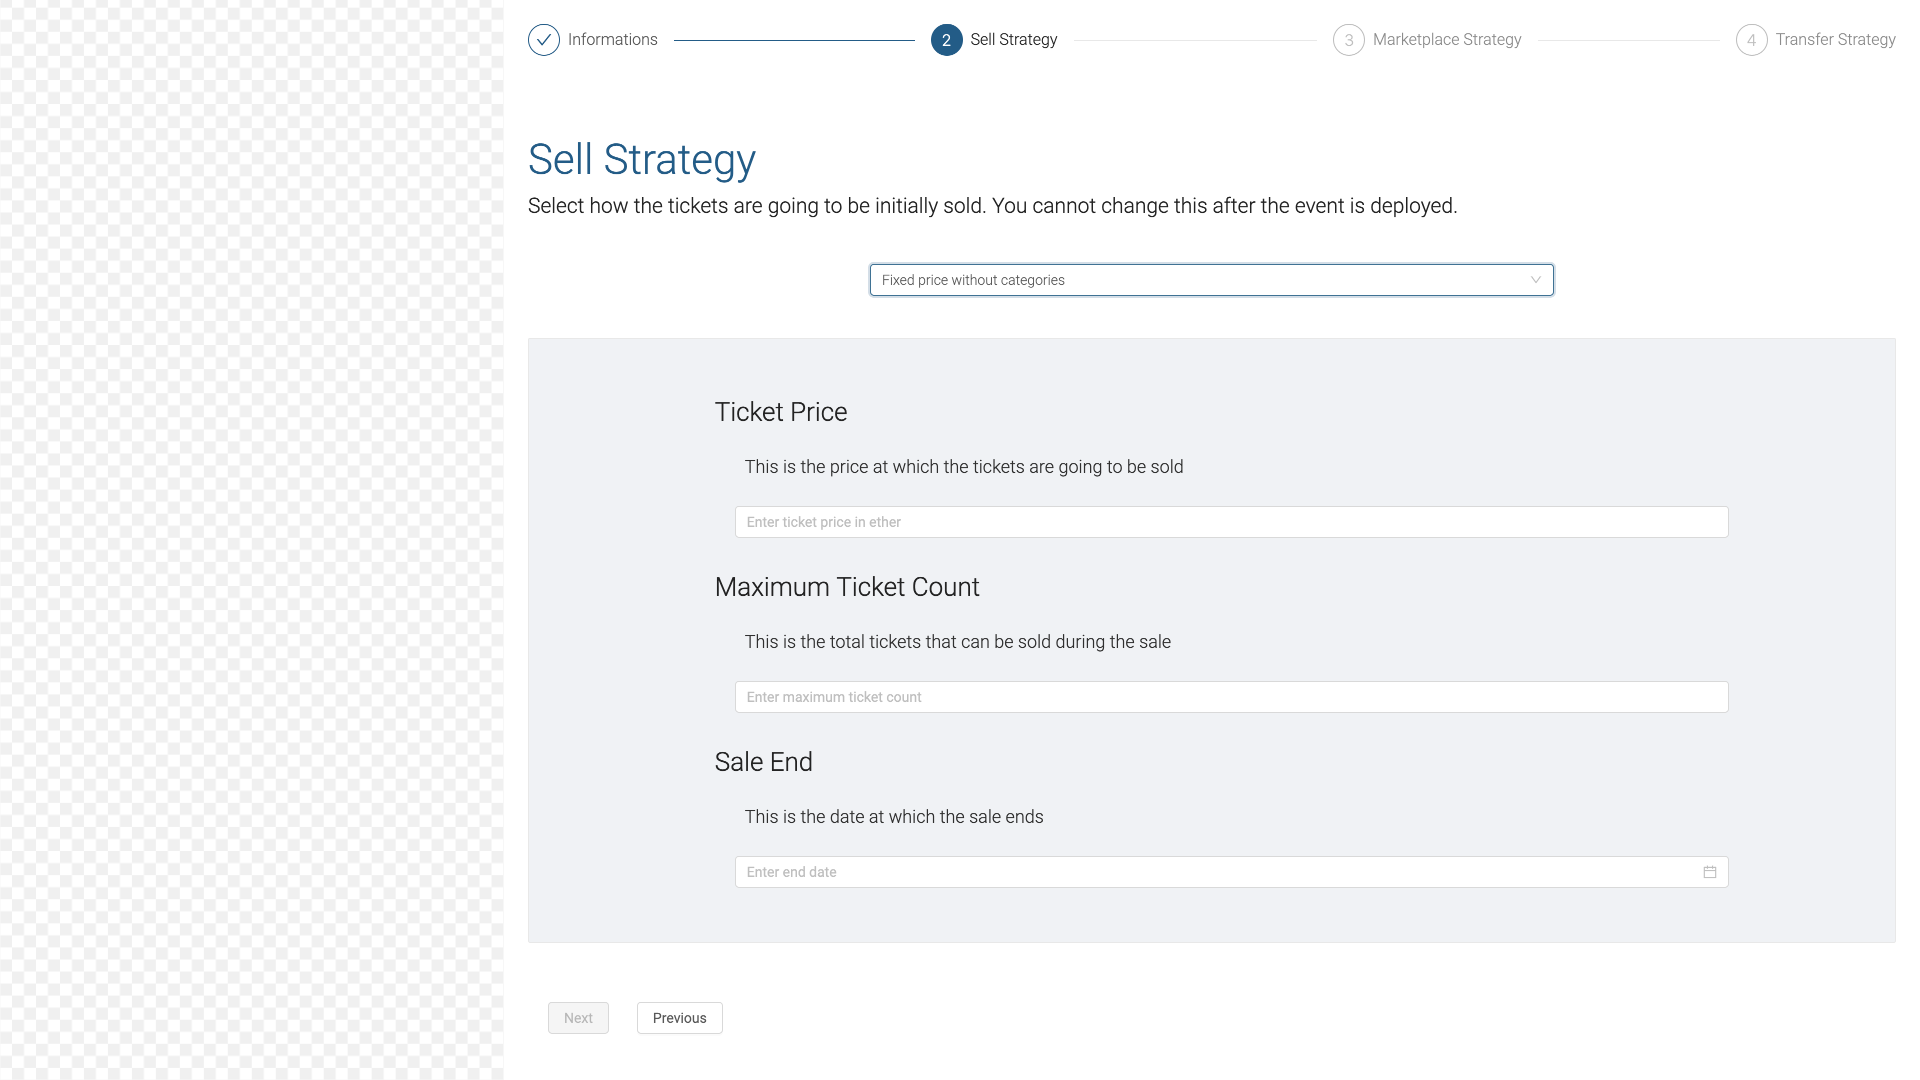 Informations
2 Sell Strategy
3 Marketplace Strategy
4 Transfer Strategy
Sell Strategy
Select how the tickets are going to be initially sold. You cannot change this after the event is deployed.
Fixed price without categories
Ticket Price
This is the price at which the tickets are going to be sold
Enter ticket price in ether
Maximum Ticket Count
This is the total tickets that can be sold during the sale
Enter maximum ticket count
Sale End
This is the date at which the sale ends
Enter end date
Next
Previous